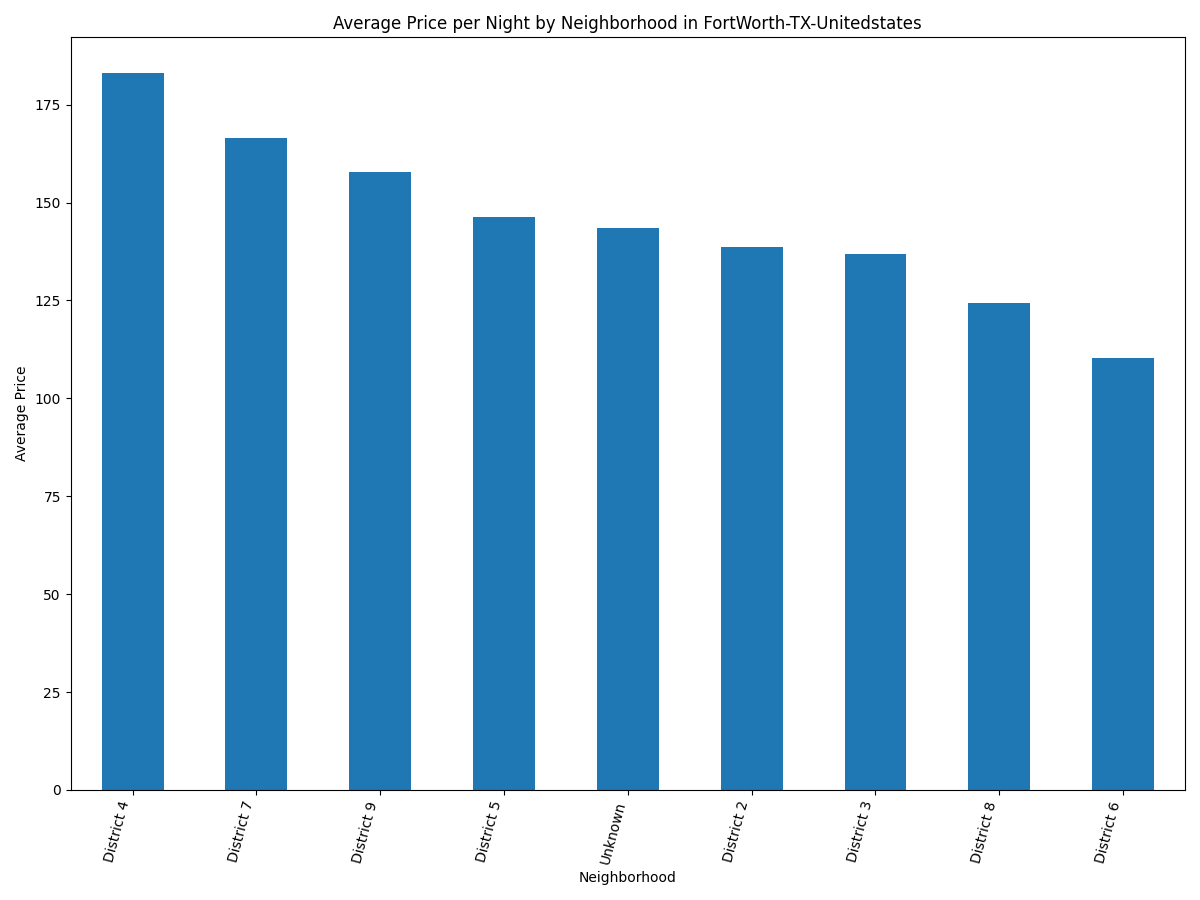 Average Price per Night by Neighborhood in FortWorth-TX-Unitedstates
Average Price
175
150
125
100
75
50
25
0
District 4
District 7
District 9
District 5
Unknown
District 2
District 3
District 8
District 6
Neighborhood